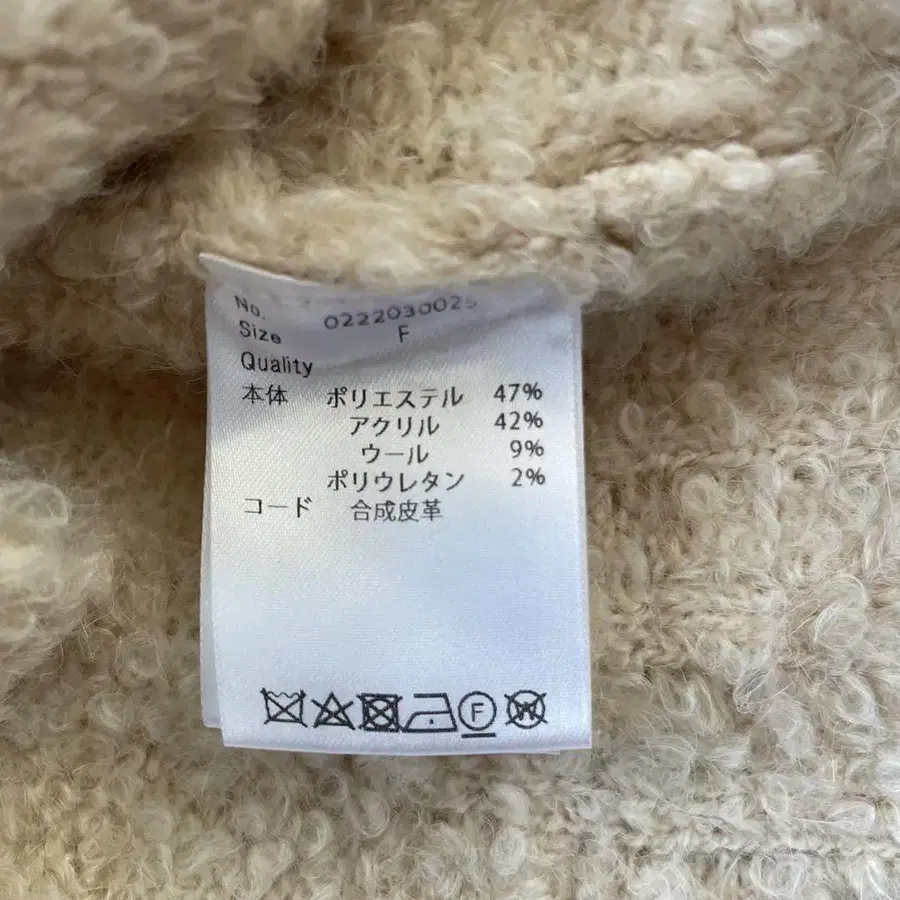 No. 0222030025
Size F
Quality
本体 ポリエステル 47%
アクリル 42%
ウール 9%
ポリウレタン 2%
コード 合成皮革
F
W